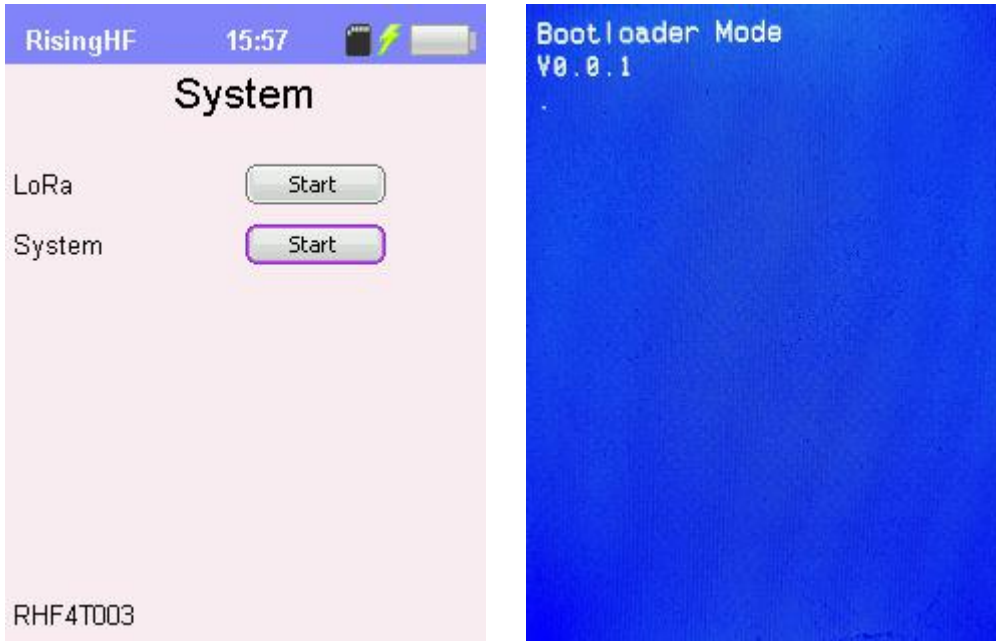 RisingHF 15:57
System
LoRa Start
System Start
RHF4T003
Bootloader Mode
V0.0.1
.